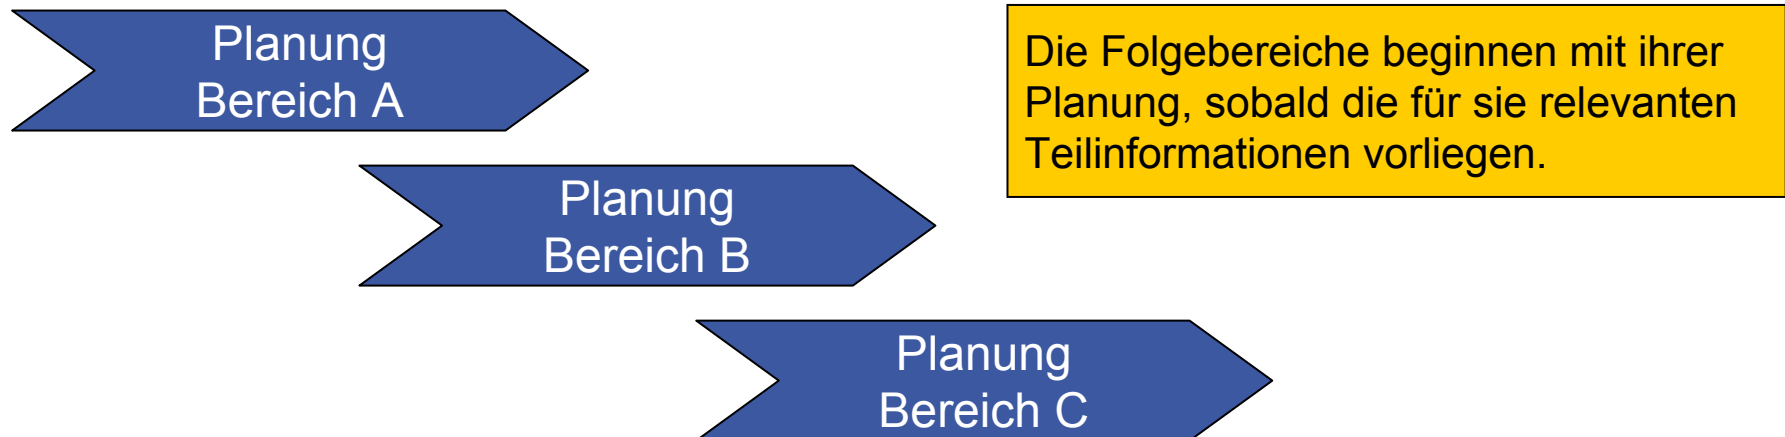 Planung
Bereich A
Die Folgebereiche beginnen mit ihrer
Planung, sobald die für sie relevanten
Teilinformationen vorliegen.
Planung
Bereich B
Planung
Bereich C